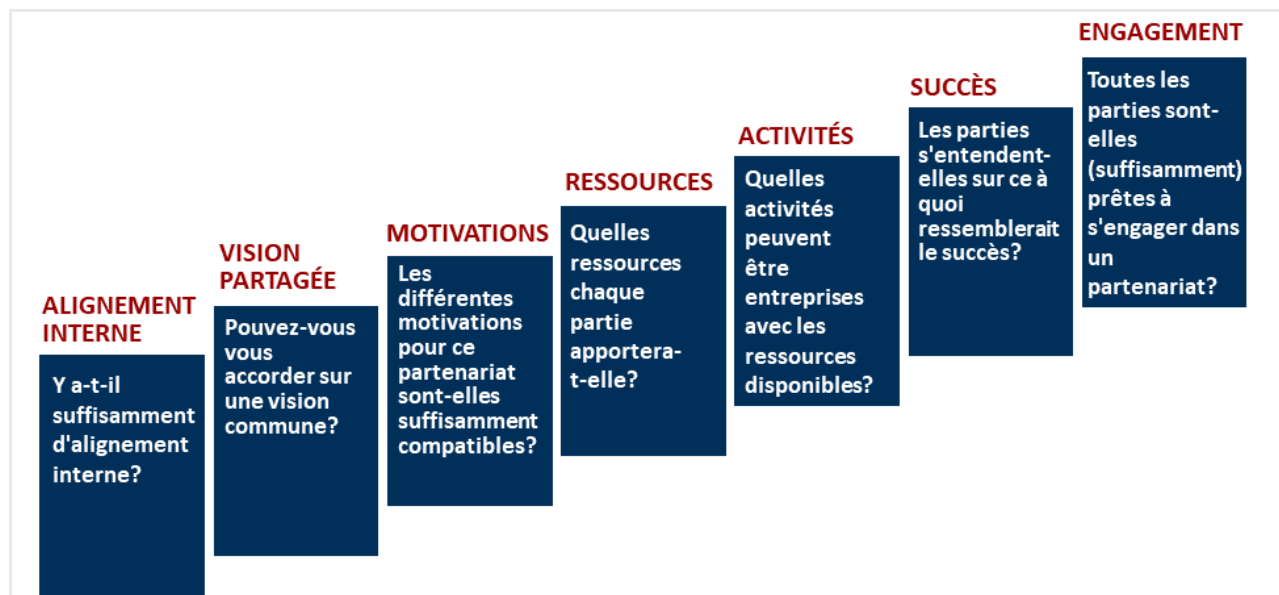 ALIGNEMENT
INTERNE
Y a-t-il
suffisamment
d'alignement
interne?
VISION
PARTAGÉE
Pouvez-vous
vous
accorder sur
une vision
commune?
MOTIVATIONS
Les
différentes
motivations
pour ce
partenariat
sont-elles
suffisamment
compatibles?
RESSOURCES
Quelles
ressources
chaque
partie
apportera-
t-elle?
ACTIVITÉS
Quelles
activités
peuvent
être
entreprises
avec les
ressources
disponibles?
SUCCÈS
Les parties
s'entendent-
elles sur ce à
quoi
ressemblerait
le succès?
ENGAGEMENT
Toutes les
parties sont-
elles
(suffisamment)
prêtes à
s'engager dans
un
partenariat?